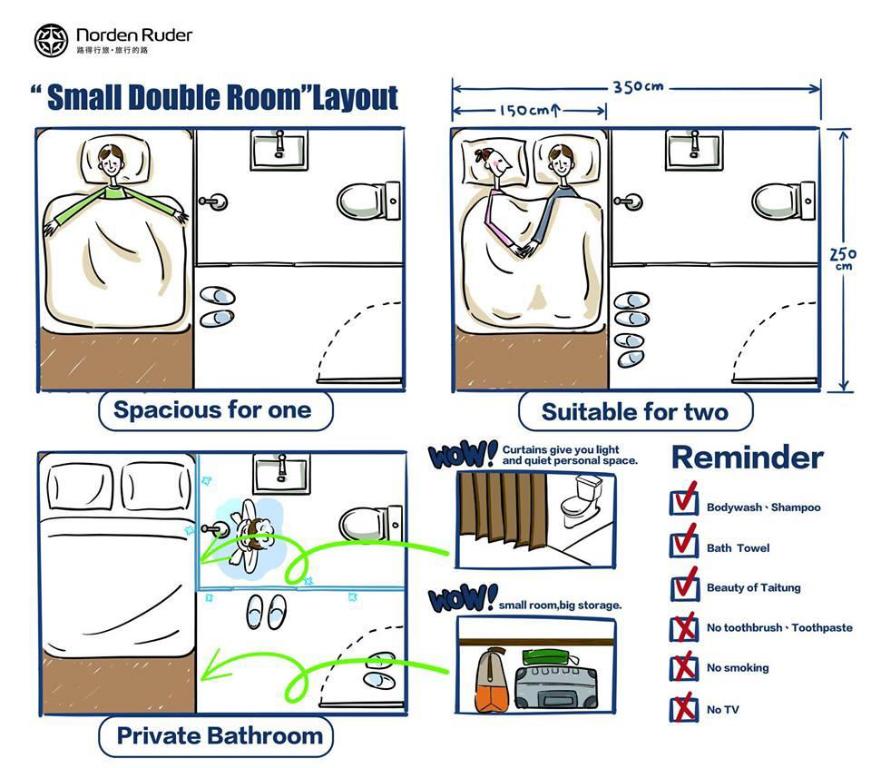 Norden Ruder
路得行旅·旅行的路
“Small Double Room”Layout
350cm
150cm↑
250
cm
Spacious for one
Suitable for two
WOW! Curtains give you light
and quiet personal space.
WOW! small room,big storage.
Private Bathroom
Reminder
Bodywash、Shampoo
Bath Towel
Beauty of Taitung
No toothbrush、Toothpaste
No smoking
No TV